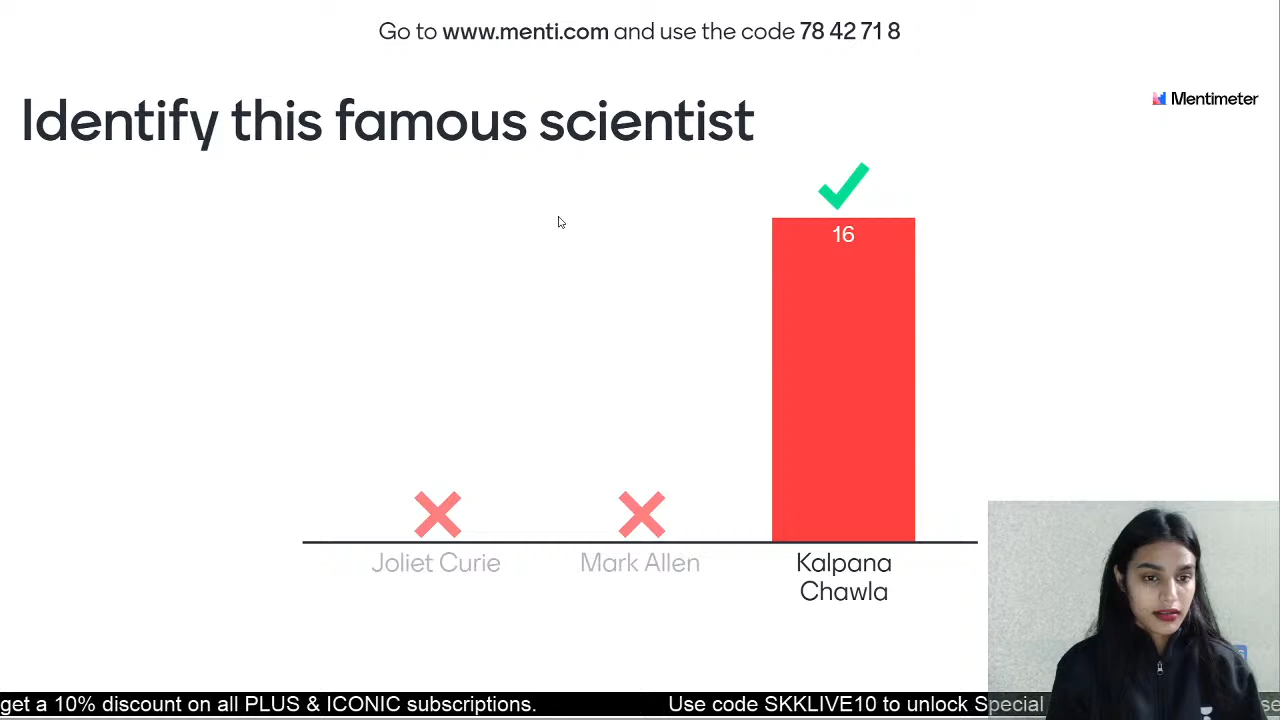 Go to www.menti.com and use the code 78 42 71 8
Identify this famous scientist
Mentimeter
16
Joliet Curie
Mark Allen
Kalpana
Chawla
get a 10% discount on all PLUS & ICONIC subscriptions. Use code SKKLIVE10 to unlock Special